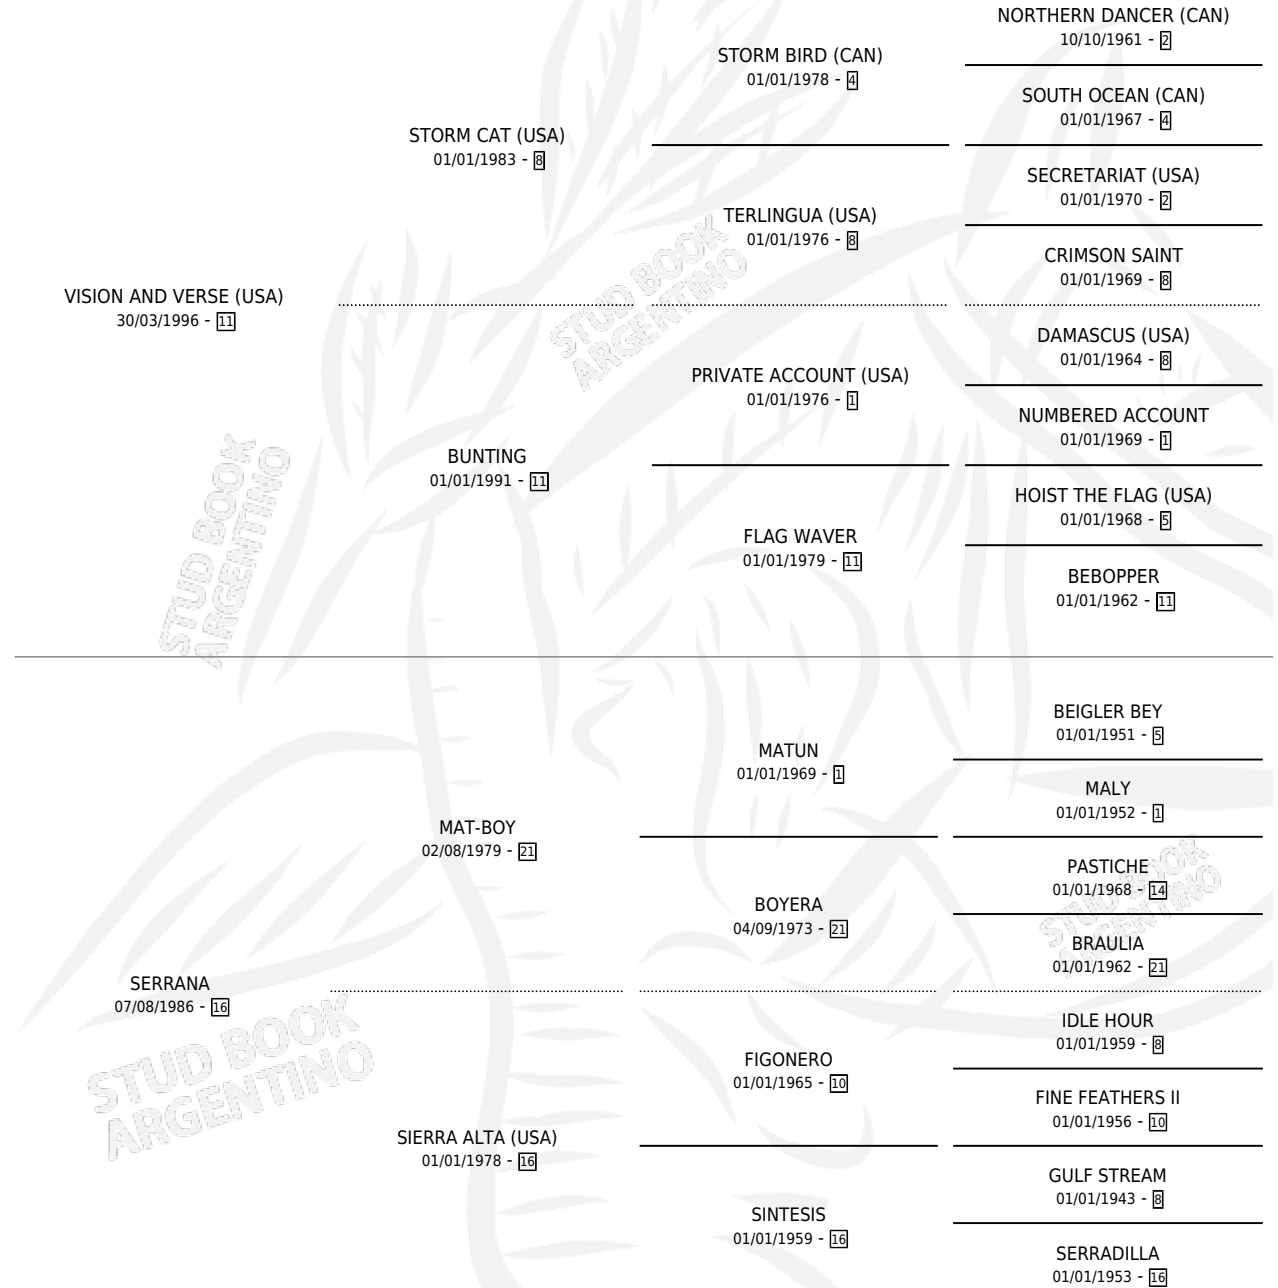 NORTHERN DANCER (CAN)
10/10/1961 - 2
STORM BIRD (CAN)
01/01/1978 - 4
SOUTH OCEAN (CAN)
01/01/1967 - 4
STORM CAT (USA)
01/01/1983 - 8
SECRETARIAT (USA)
01/01/1970 - 2
TERLINGUA (USA)
01/01/1976 - 8
CRIMSON SAINT
01/01/1969 - 8
VISION AND VERSE (USA)
30/03/1996 - 11
STUD BOOK
ARGENTINO
DAMASCUS (USA)
01/01/1964 - 8
PRIVATE ACCOUNT (USA)
01/01/1976 - 1
NUMBERED ACCOUNT
01/01/1969 - 1
BUNTING
01/01/1991 - 11
HOIST THE FLAG (USA)
01/01/1968 - 5
FLAG WAVER
01/01/1979 - 11
BEBOPPER
01/01/1962 - 11
STUD BOOK
ARGENTINO
BEIGLER BEY
01/01/1951 - 5
MATUN
01/01/1969 - 1
MALY
01/01/1952 - 1
MAT-BOY
02/08/1979 - 21
PASTICHE
01/01/1968 - 14
BOYERA
04/09/1973 - 21
BRAULIA
01/01/1962 - 21
STUD BOOK
ARGENTINO
SERRANA
07/08/1986 - 16
IDLE HOUR
01/01/1959 - 8
FIGONERO
01/01/1965 - 10
FINE FEATHERS II
01/01/1956 - 10
STUD BOOK
ARGENTINO
SIERRA ALTA (USA)
01/01/1978 - 16
GULF STREAM
01/01/1943 - 8
SINTESIS
01/01/1959 - 16
SERRADILLA
01/01/1953 - 16